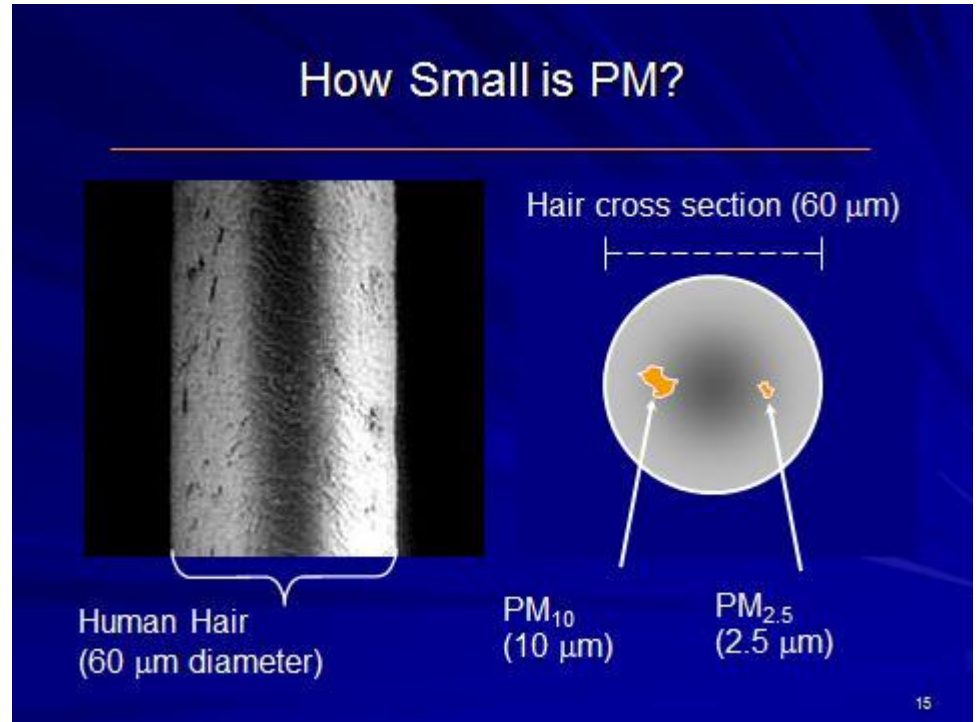 How Small is PM?
Hair cross section (60 μm)
Human Hair
(60 μm diameter)
PM10
(10 μm)
PM2.5
(2.5 μm)
15